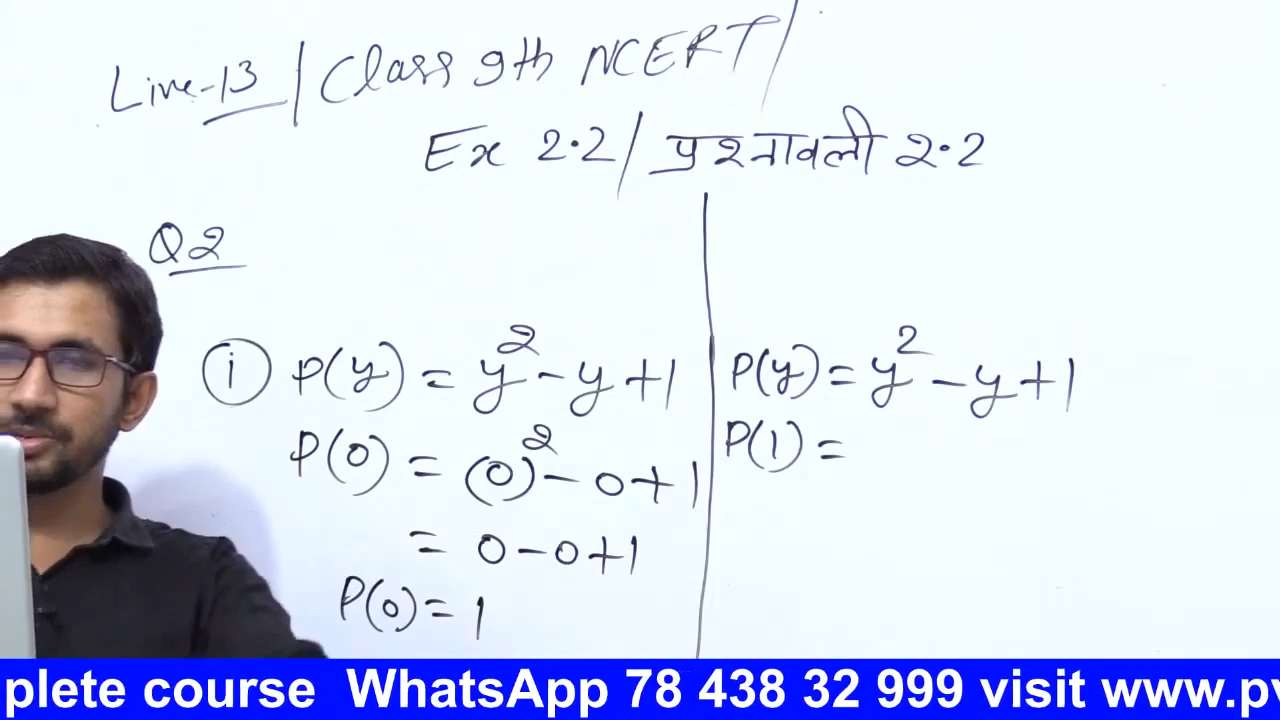 Live-13 / Class 9th NCERT /
Ex 2.2 / प्रश्नावली 2.2
Q2
i P(y) = y² - y + 1
P(0) = (0)² - 0 + 1
= 0 - 0 + 1
P(0) = 1
P(y) = y² - y + 1
P(1) =
plete course WhatsApp 78 438 32 999 visit www.pv